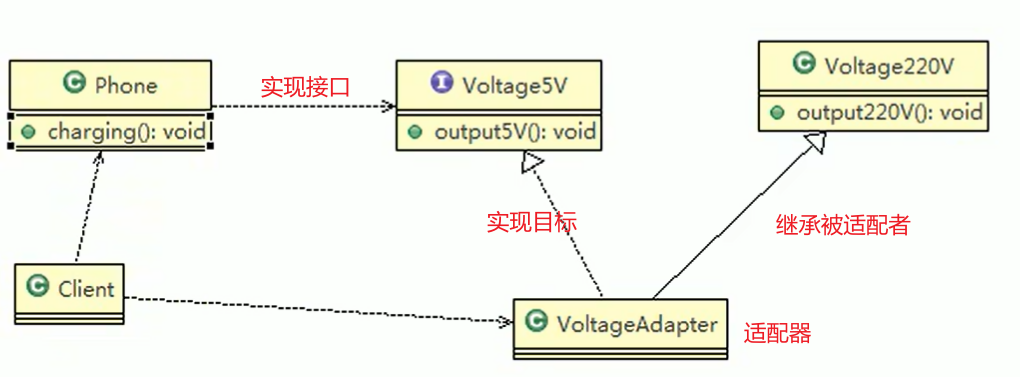 C Phone
charging(): void
实现接口
I Voltage5V
output5V(): void
C Voltage220V
output220V(): void
实现目标
继承被适配者
C Client
C VoltageAdapter
适配器